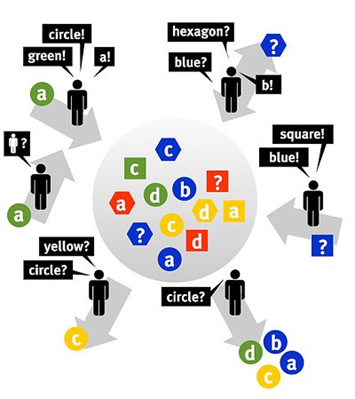 circle!
green!
a!
a
?
a
hexagon?
?
blue?
b!
square!
blue!
?
c
c
?
d
b
a
d
a
c
?
d
a
yellow?
circle?
c
circle?
b
d
a
c